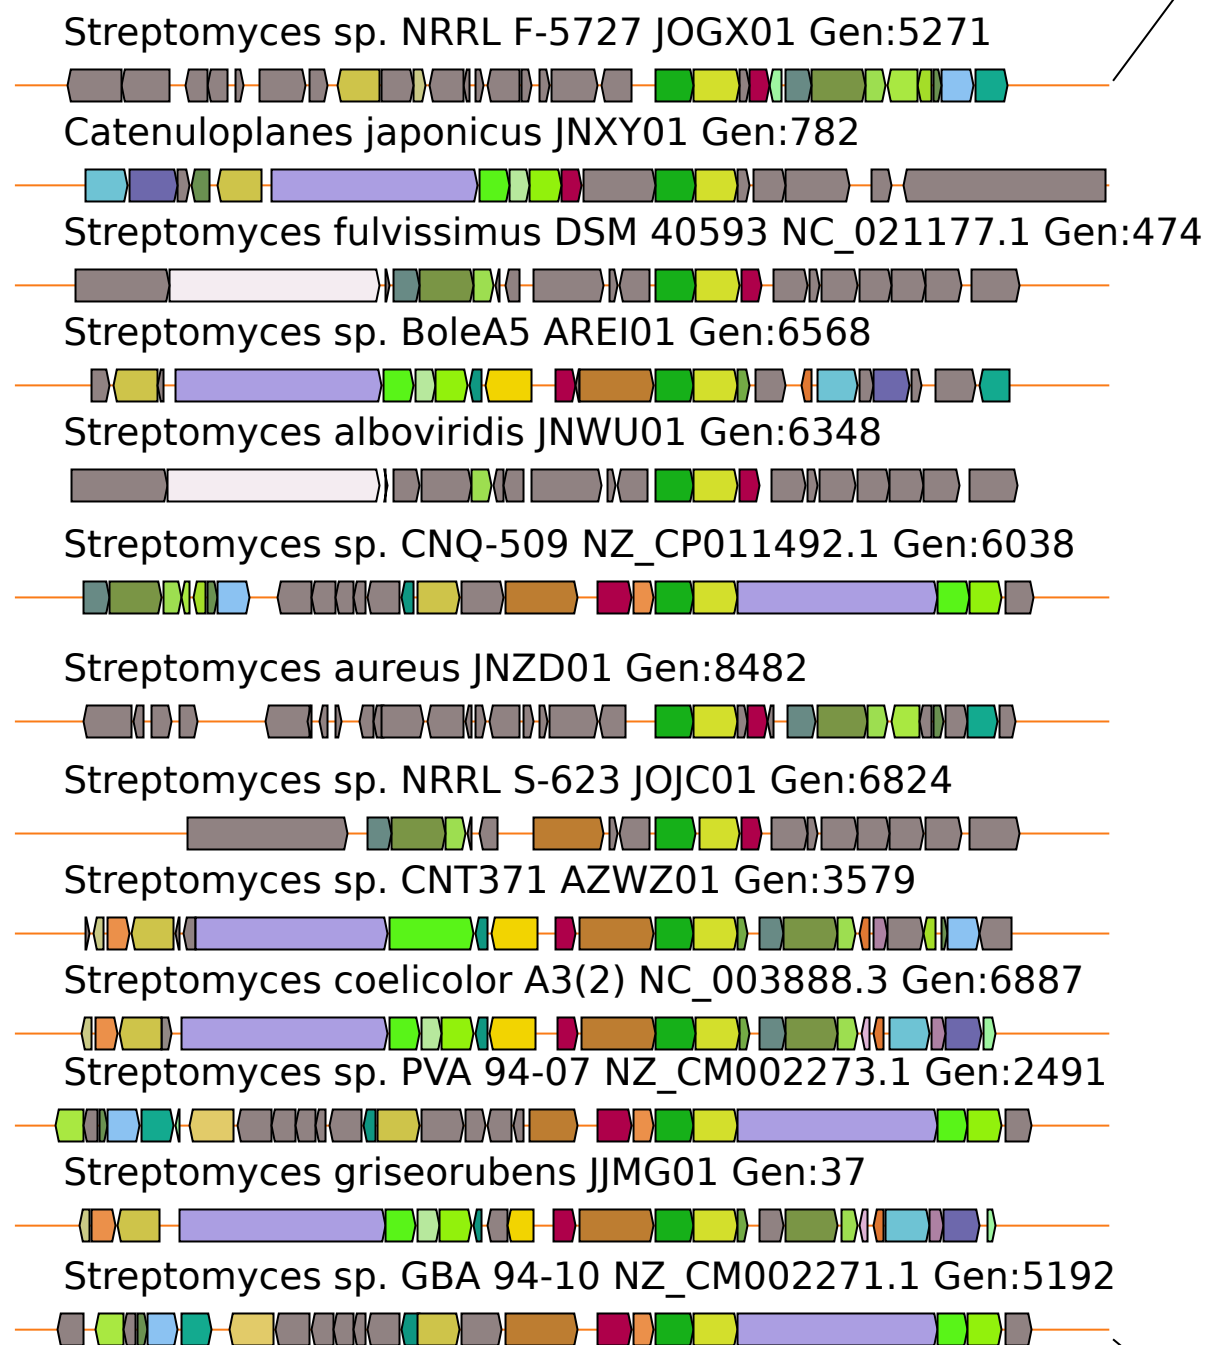 Streptomyces sp. NRRL F-5727 JOGX01 Gen:5271
Catenuloplanes japonicus JNXY01 Gen:782
Streptomyces fulvissimus DSM 40593 NC_021177.1 Gen:474
Streptomyces sp. BoleA5 AREI01 Gen:6568
Streptomyces alboviridis JNWU01 Gen:6348
Streptomyces sp. CNQ-509 NZ_CP011492.1 Gen:6038
Streptomyces aureus JNZD01 Gen:8482
Streptomyces sp. NRRL S-623 JOJC01 Gen:6824
Streptomyces sp. CNT371 AZWZ01 Gen:3579
Streptomyces coelicolor A3(2) NC_003888.3 Gen:6887
Streptomyces sp. PVA 94-07 NZ_CM002273.1 Gen:2491
Streptomyces griseorubens JJMG01 Gen:37
Streptomyces sp. GBA 94-10 NZ_CM002271.1 Gen:5192